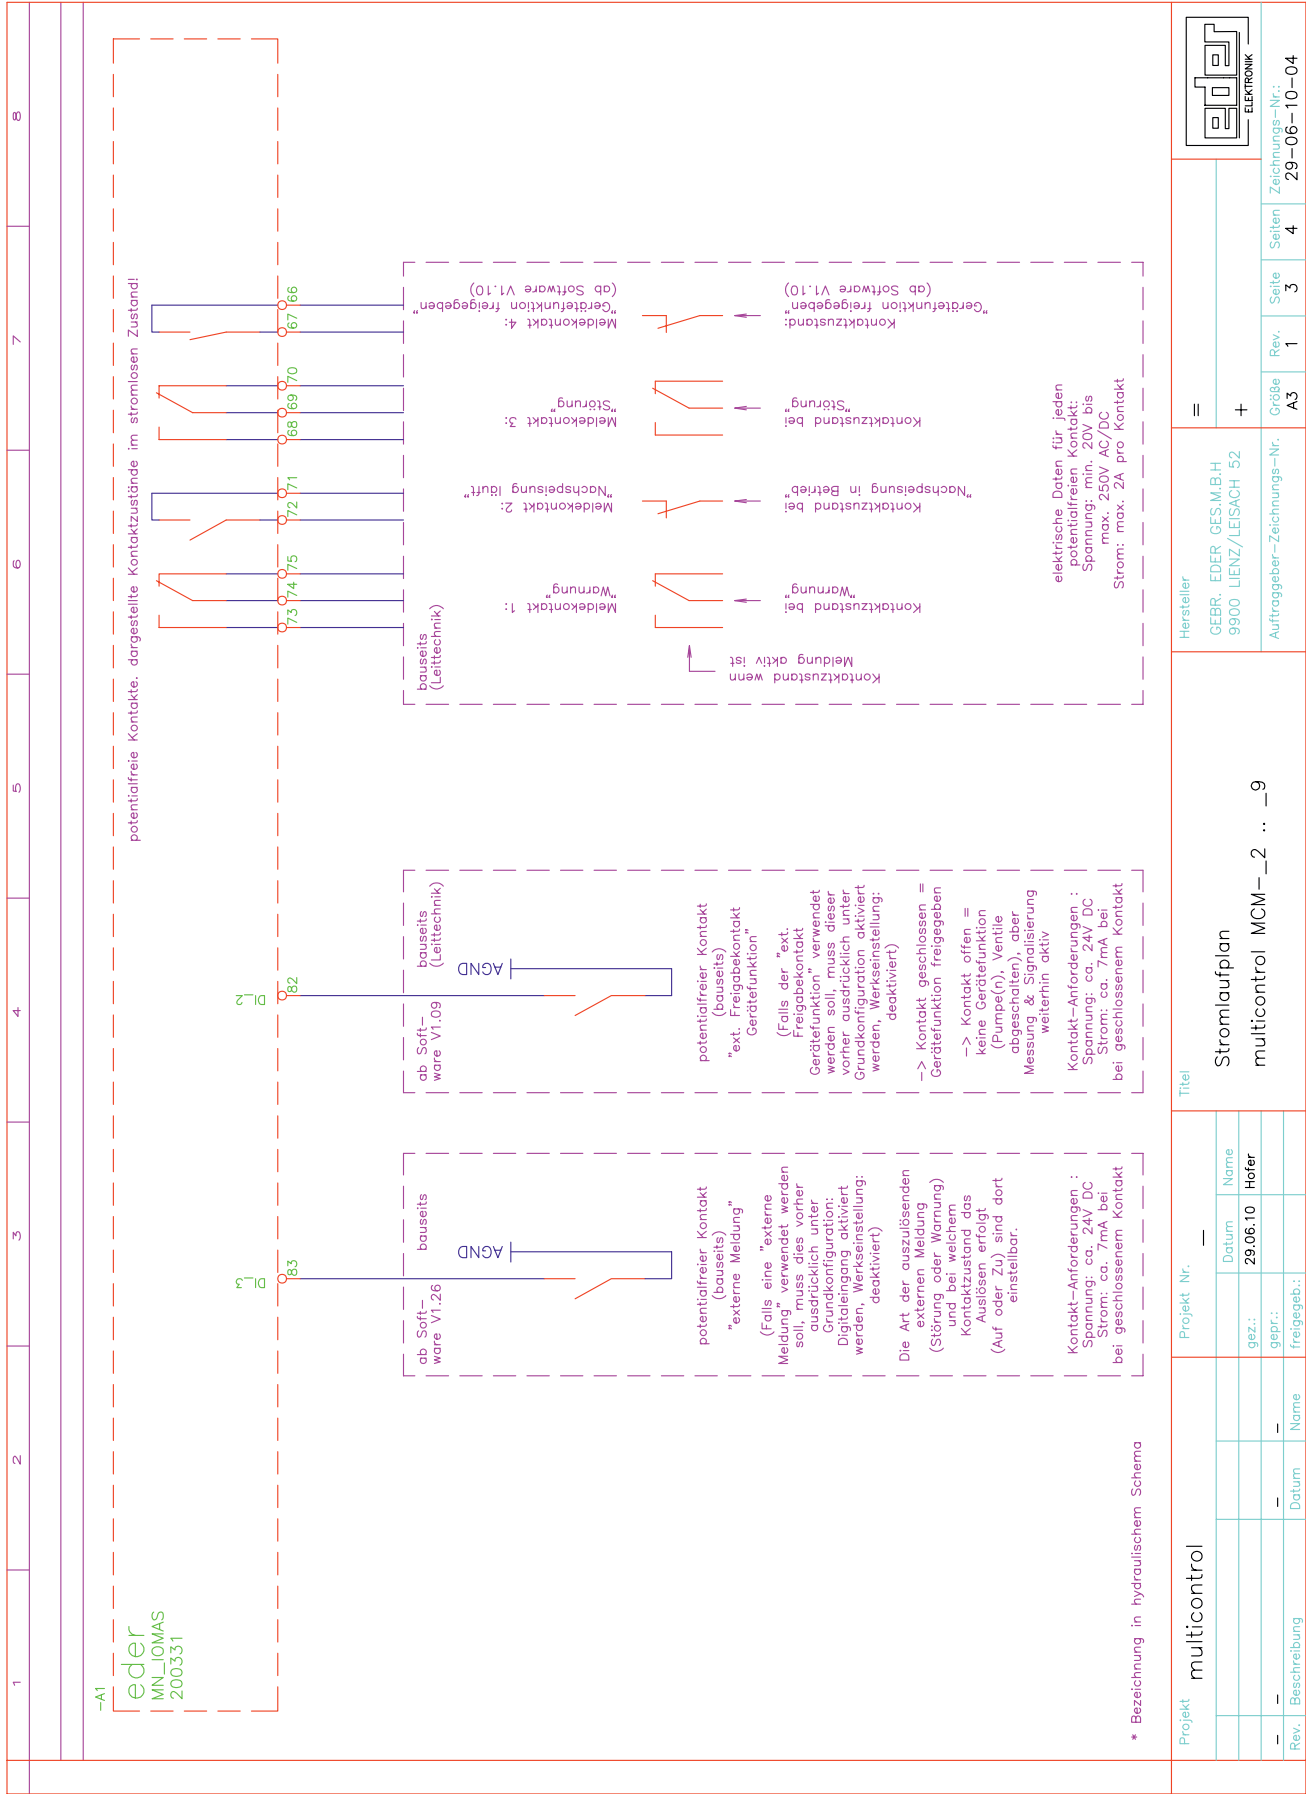 1
2
3
4
5
6
7
8
-A1
eder
MN_IOMAS
200331
potentialfreie Kontakte, dargestellte Kontaktzustände im stromlosen Zustand!
DI_3
83
DI_2
82
73
74
75
72
71
68
69
70
67
66
ab Soft-
ware V1.26
bauseits
AGND
potentialfreier Kontakt
(bauseits)
"externe Meldung"
(Falls eine "externe
Meldung" verwendet werden
soll, muss dies vorher
ausdrücklich unter
Grundkonfiguration:
Digitaleingang aktiviert
werden, Werkseinstellung:
deaktiviert)
Die Art der auszulösenden
externen Meldung
(Störung oder Warnung)
und bei welchem
Kontaktzustand das
Auslösen erfolgt
(Auf oder Zu) sind dort
einstellbar.
Kontakt-Anforderungen :
Spannung: ca. 24V DC
Strom: ca. 7mA bei
bei geschlossenem Kontakt
ab Soft-
ware V1.09
bauseits
(Leittechnik)
AGND
potentialfreier Kontakt
(bauseits)
"ext. Freigabekontakt
Gerätefunktion"
(Falls der "ext.
Freigabekontakt
Gerätefunktion" verwendet
werden soll, muss dieser
vorher ausdrücklich unter
Grundkonfiguration aktiviert
werden, Werkseinstellung:
deaktiviert)
-> Kontakt geschlossen =
Gerätefunktion freigegeben
-> Kontakt offen =
keine Gerätefunktion
(Pumpe(n), Ventile
abgeschalten), aber
Messung & Signalisierung
weiterhin aktiv
Kontakt-Anforderungen :
Spannung: ca. 24V DC
Strom: ca. 7mA bei
bei geschlossenem Kontakt
bauseits
(Leittechnik)
Meldekontakt 1:
"Warnung"
Meldekontakt 2:
"Nachspeisung läuft"
Meldekontakt 3:
"Störung"
Meldekontakt 4:
"Gerätefunktion freigegeben"
(ab Software V1.10)
Kontaktzustand wenn
Meldung aktiv ist
Kontaktzustand bei
"Warnung"
Kontaktzustand bei
"Nachspeisung in Betrieb"
Kontaktzustand bei
"Störung"
Kontaktzustand:
"Gerätefunktion freigegeben"
(ab Software V1.10)
elektrische Daten für jeden
potentialfreien Kontakt:
Spannung: min. 20V bis
max. 250V AC/DC
Strom: max. 2A pro Kontakt
* Bezeichnung in hydraulischem Schema
Projekt
multicontrol
Projekt Nr.
-
Titel
Stromlaufplan
multicontrol MCM-_2 .. _9
Hersteller
GEBR. EDER GES.M.B.H
9900 LIENZ/LEISACH 52
Auftraggeber-Zeichnungs-Nr.
=
+
eder
ELEKTRONIK
Datum
Name
gez.:
29.06.10
Hofer
gepr.:
freigegeb.:
- - - -
Rev.
Beschreibung
Datum
Name
Größe
A3
Rev.
1
Seite
3
Seiten
4
Zeichnungs-Nr.:
29-06-10-04